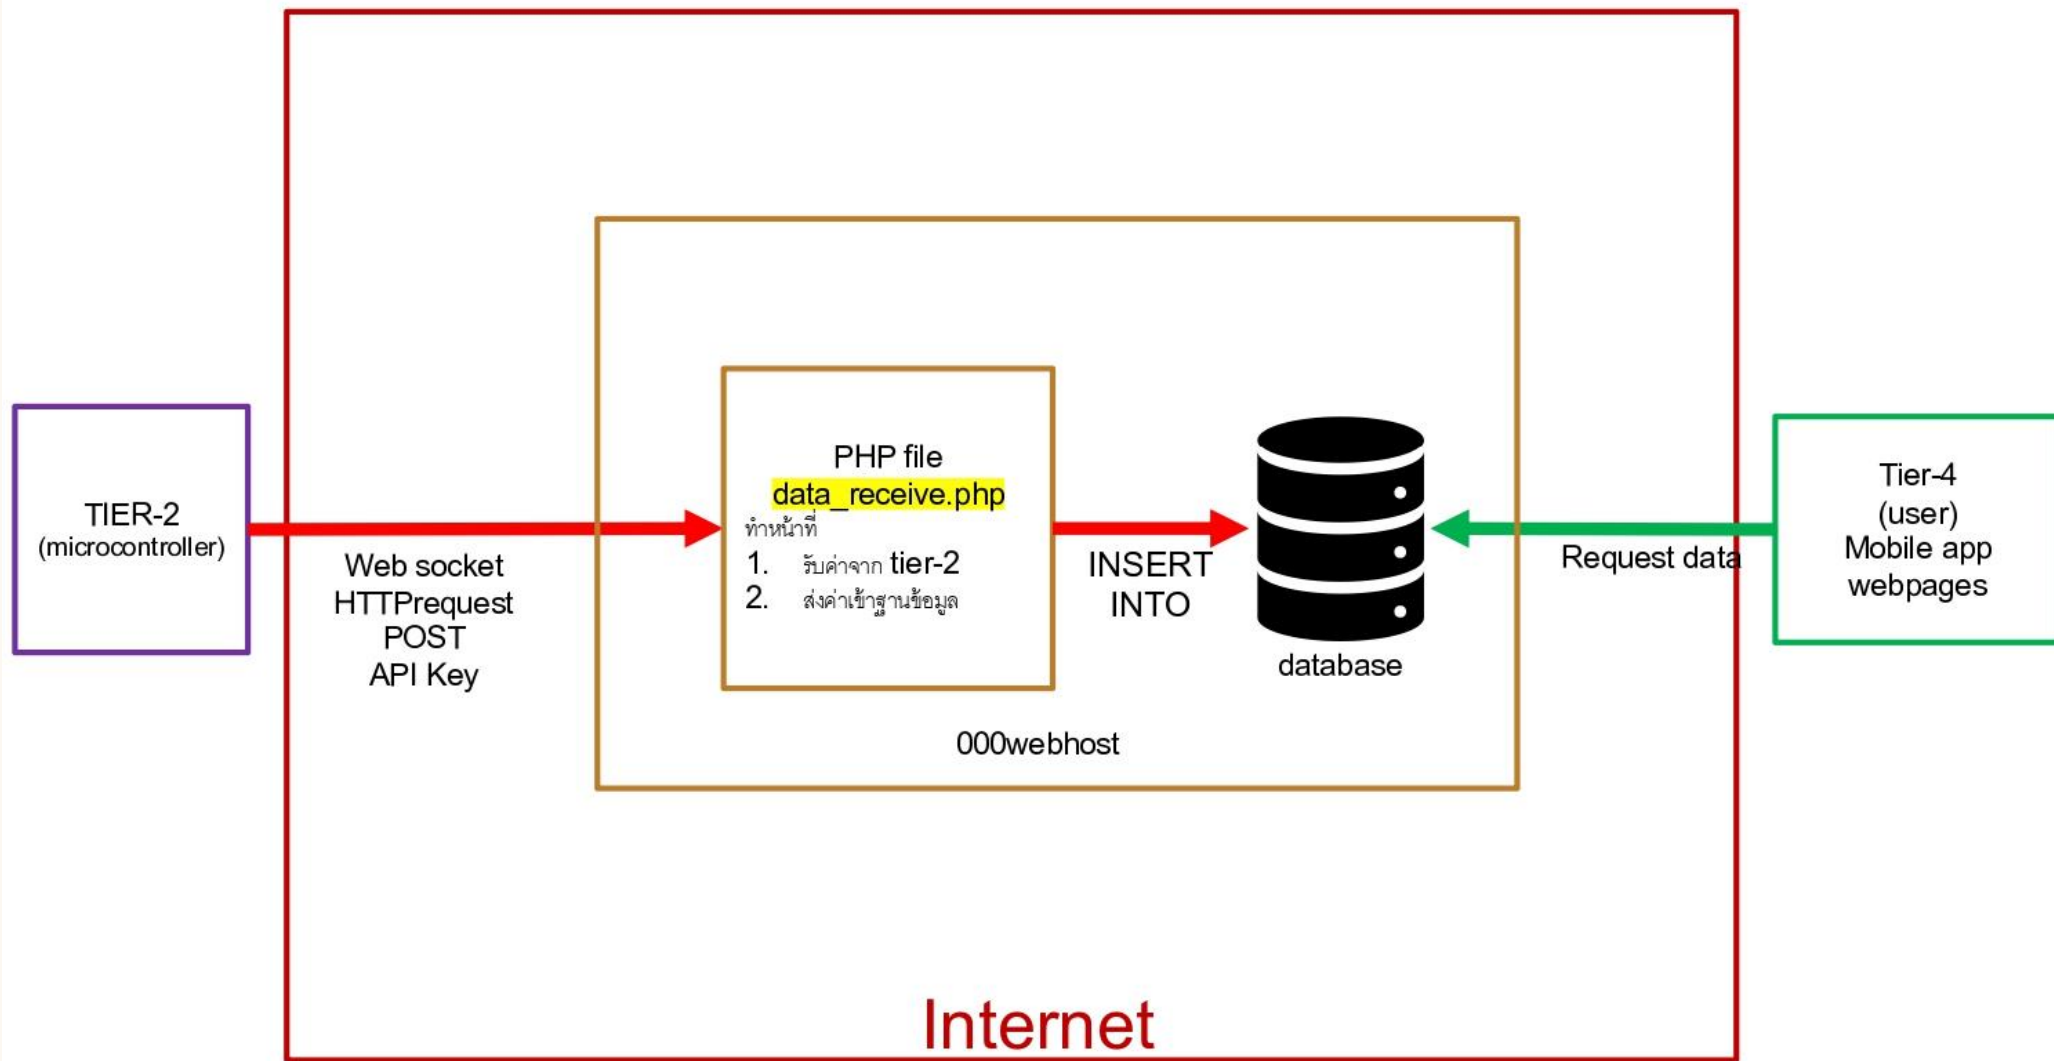 TIER-2
(microcontroller)
Web socket
HTTPrequest
POST
API Key
PHP file
data_receive.php
ทำหน้าที่
1. รับค่าจาก tier-2
2. ส่งค่าเข้าฐานข้อมูล
INSERT
INTO
database
000webhost
Request data
Tier-4
(user)
Mobile app
webpages
Internet